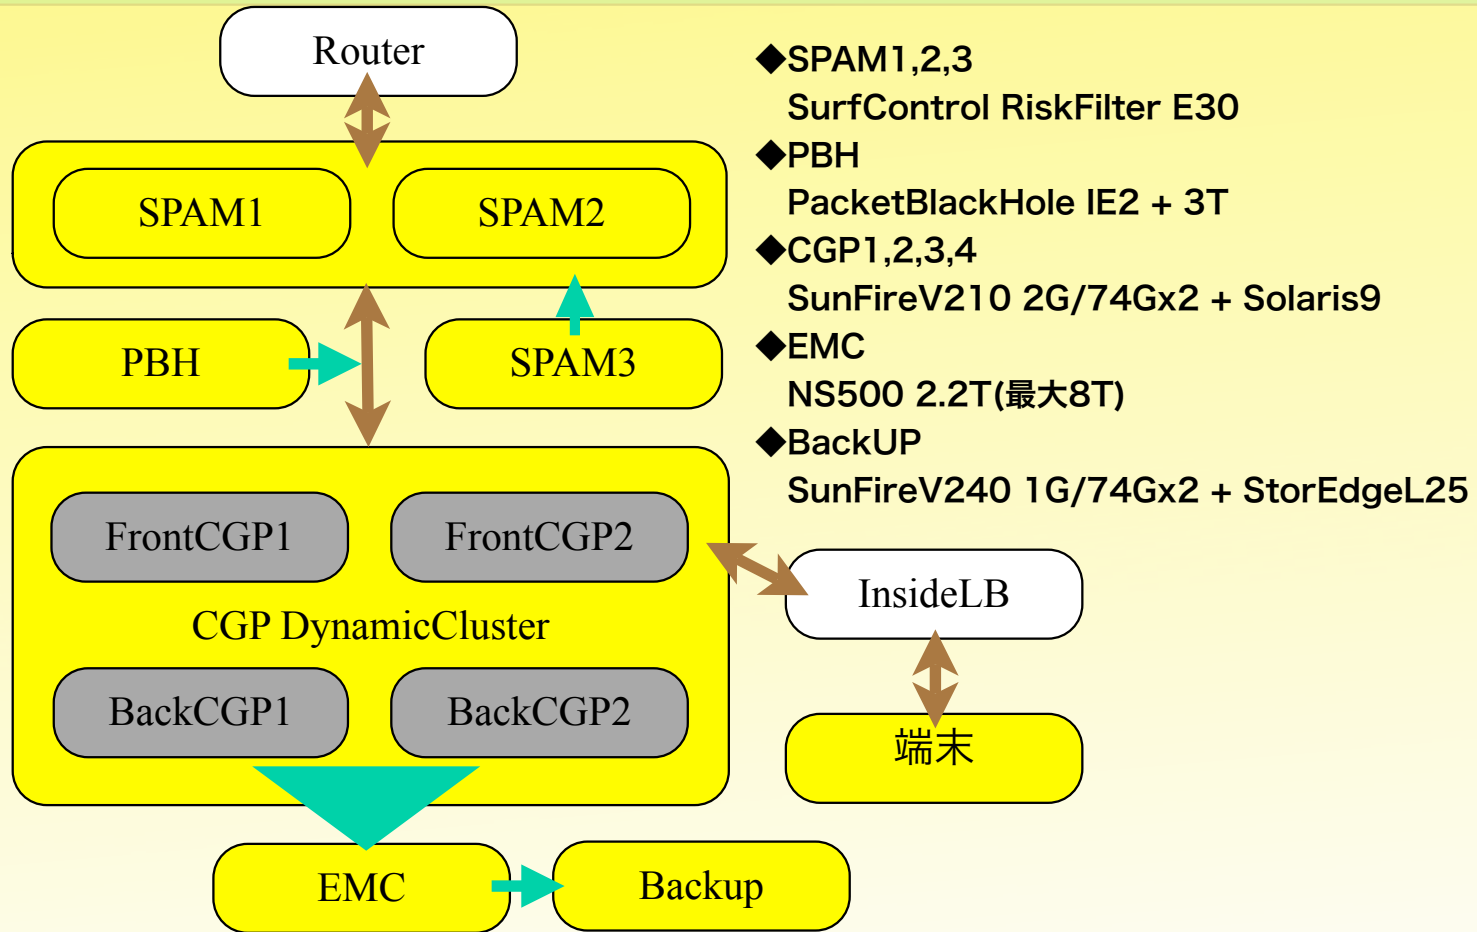 Router
SPAM1
SPAM2
PBH
SPAM3
FrontCGP1
FrontCGP2
CGP DynamicCluster
BackCGP1
BackCGP2
EMC
Backup
InsideLB
端末
◆SPAM1,2,3
SurfControl RiskFilter E30
◆PBH
PacketBlackHole IE2 + 3T
◆CGP1,2,3,4
SunFireV210 2G/74Gx2 + Solaris9
◆EMC
NS500 2.2T(最大8T)
◆BackUP
SunFireV240 1G/74Gx2 + StorEdgeL25